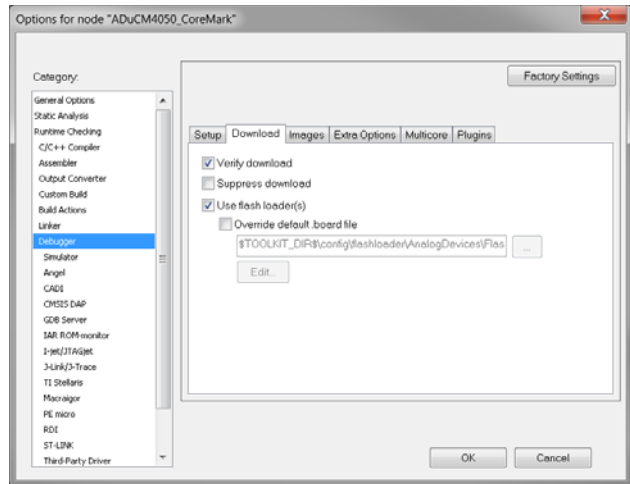 Options for node "ADuCM4050_CoreMark"
Category:
Factory Settings
General Options
Static Analysis
Runtime Checking
C/C++ Compiler
Assembler
Output Converter
Custom Build
Build Actions
Linker
Debugger
Simulator
Angel
CADI
CMSIS DAP
GDB Server
IAR ROM-monitor
I-jet/JTAGjet
J-Link/J-Trace
TI Stellaris
Macraigor
PE micro
RDI
ST-LINK
Third-Party Driver
Setup Download Images Extra Options Multicore Plugins
Verify download
Suppress download
Use flash loader(s)
Override default .board file
$TOOLKIT_DIR$\config\flashloader\AnalogDevices\Flas ...
Edit...
OK Cancel